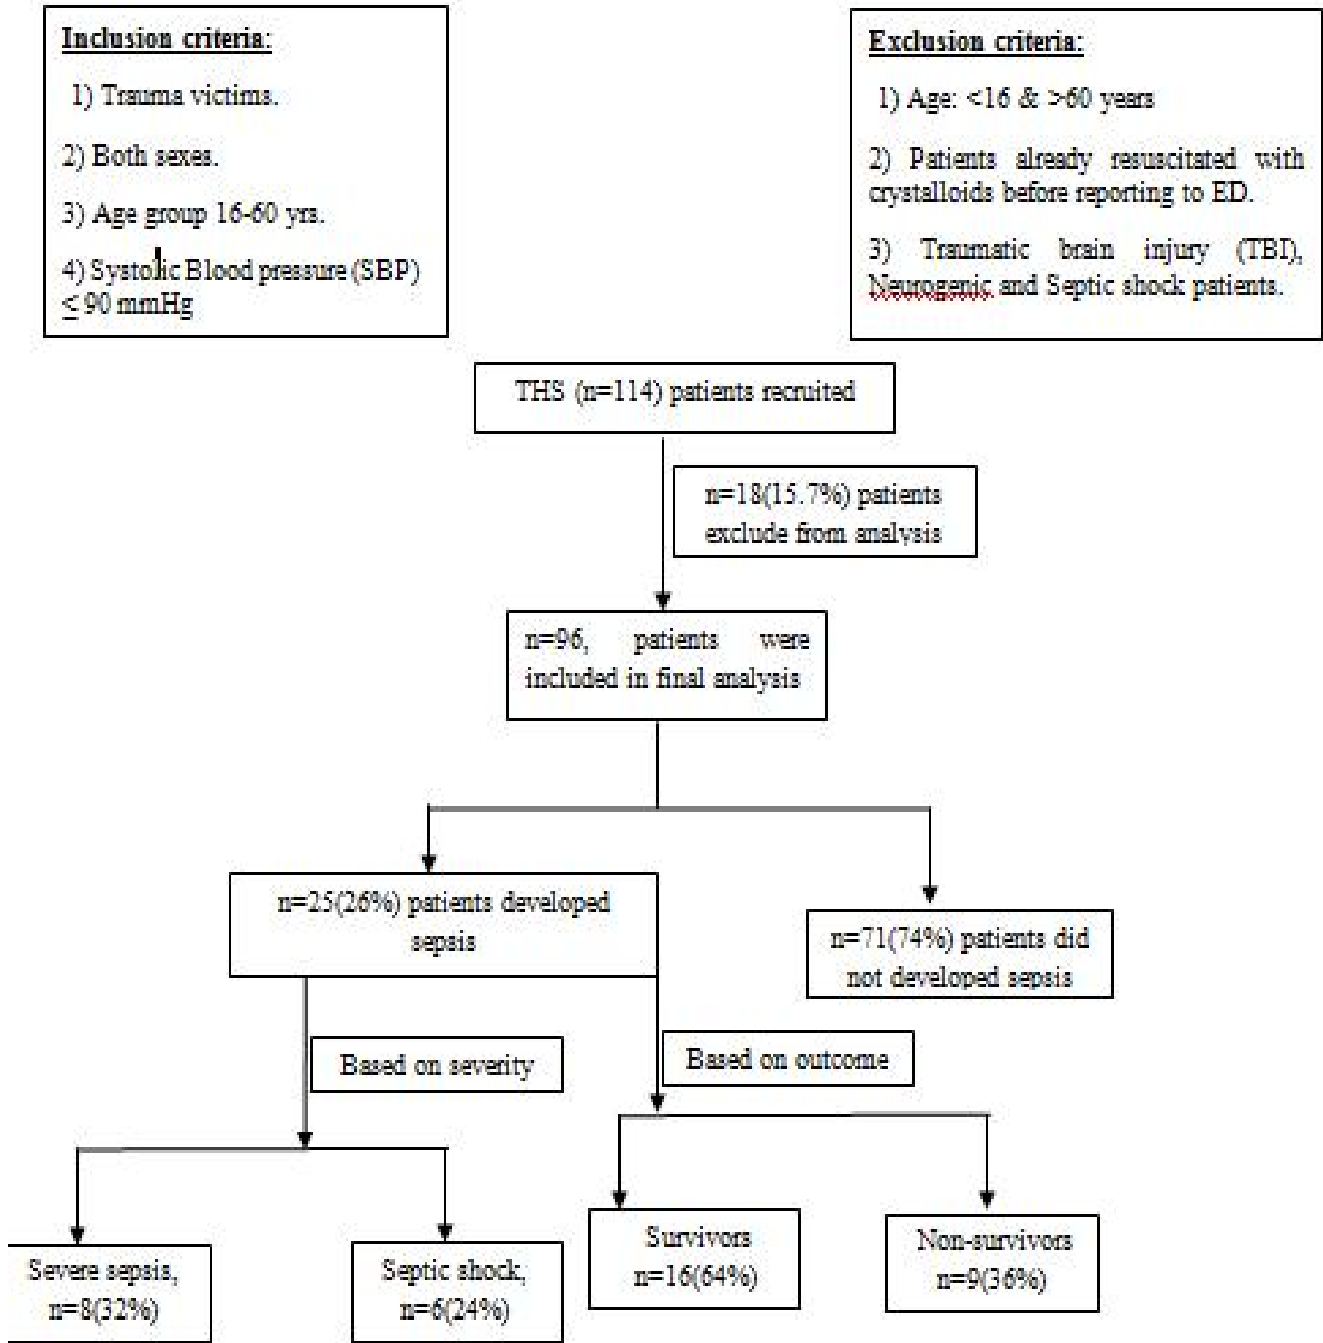 Inclusion criteria:
1) Trauma victims.
2) Both sexes.
3) Age group 16-60 yrs.
4) Systolic Blood pressure (SBP)
≤ 90 mmHg
Exclusion criteria:
1) Age: <16 & >60 years
2) Patients already resuscitated with
crystalloids before reporting to ED.
3) Traumatic brain injury (TBI),
Neurogenic and Septic shock patients.
THS (n=114) patients recruited
n=18(15.7%) patients
exclude from analysis
n=96, patients were
included in final analysis
n=25(26%) patients developed
sepsis
n=71(74%) patients did
not developed sepsis
Based on severity
Based on outcome
Severe sepsis,
n=8(32%)
Septic shock,
n=6(24%)
Survivors
n=16(64%)
Non-survivors
n=9(36%)